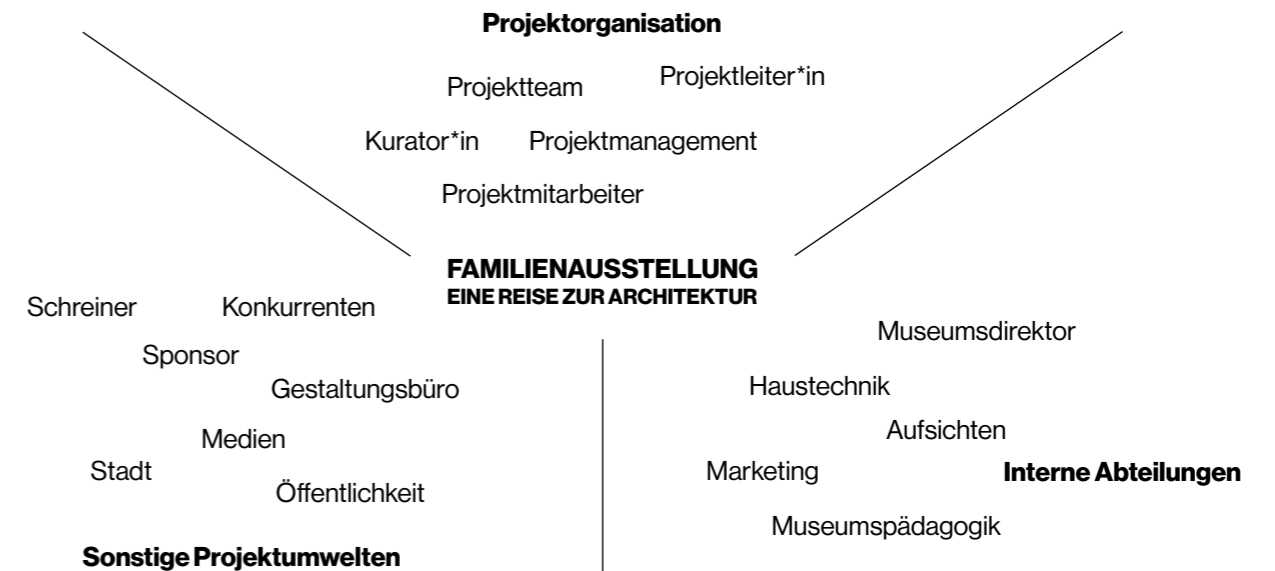 Projektorganisation
Projektteam
Projektleiter*in
Kurator*in
Projektmanagement
Projektmitarbeiter
FAMILIENAUSSTELLUNG
EINE REISE ZUR ARCHITEKTUR
Schreiner
Konkurrenten
Sponsor
Gestaltungsbüro
Medien
Stadt
Öffentlichkeit
Sonstige Projektumwelten
Museumsdirektor
Haustechnik
Aufsichten
Marketing
Interne Abteilungen
Museumspädagogik